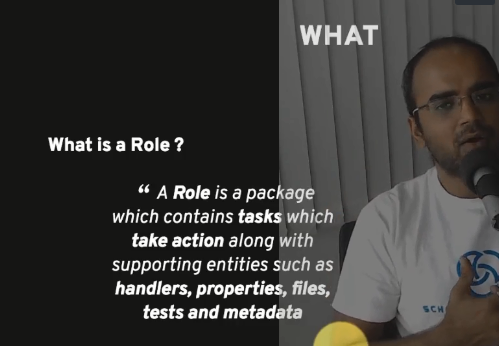 WHAT
What is a Role ?
“ A Role is a package
which contains tasks which
take action along with
supporting entities such as
handlers, properties, files,
tests and metadata
SCH